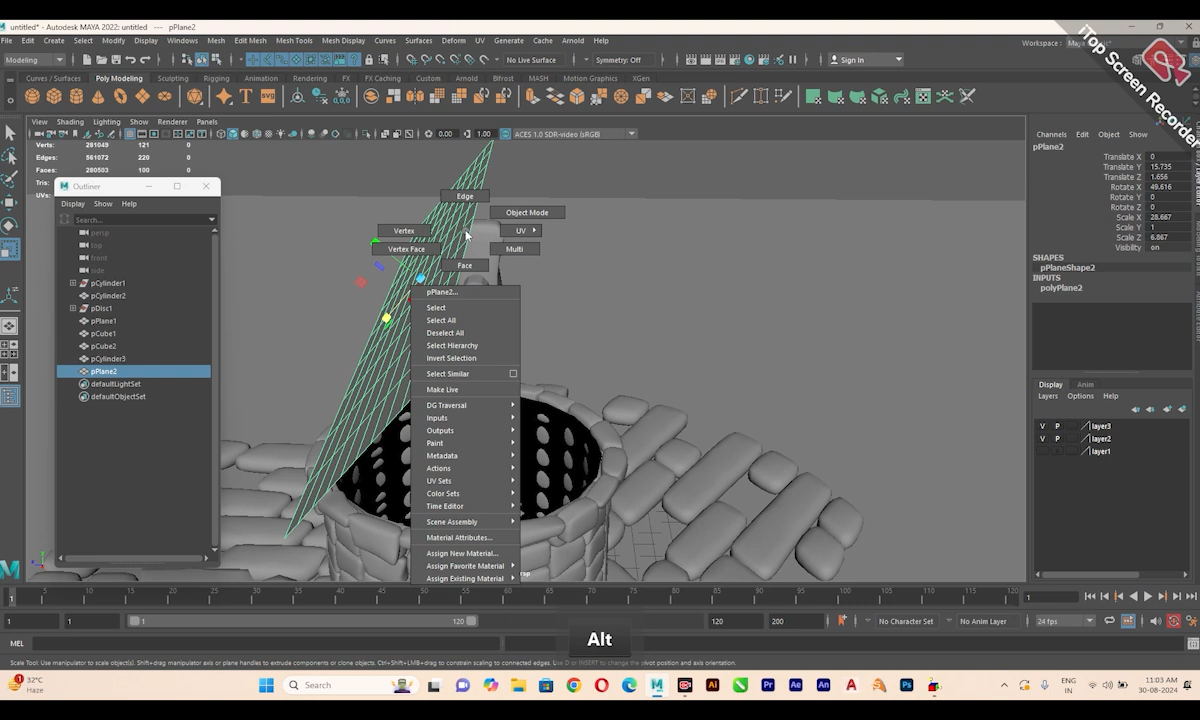 untitled* - Autodesk MAYA 2022: untitled --- pPlane2
File Edit Create Select Modify Display Windows Mesh Edit Mesh Mesh Tools Mesh Display Curves Surfaces Deform UV Generate Cache Arnold Help
Workspace :
iTop Screen Recorder
Modeling
No Live Surface
Symmetry: Off
Sign In
Curves / Surfaces Poly Modeling Sculpting Rigging Animation Rendering FX FX Caching Custom Arnold Bifrost MASH Motion Graphics XGen
View Shading Lighting Show Renderer Panels
0.00 1.00 ACES 1.0 SDR-video (sRGB)
Verts: 281049 121 0
Edges: 561072 220 0
Faces: 280503 100 0
Tris:
UVs:
Outliner
Display Show Help
Search...
persp
top
front
side
pCylinder1
pCylinder2
pDisc1
pPlane1
pCube1
pCube2
pCylinder3
pPlane2
defaultLightSet
defaultObjectSet
Edge
Object Mode
Vertex
UV
Vertex Face
Multi
Face
pPlane2...
Select
Select All
Deselect All
Select Hierarchy
Invert Selection
Select Similar
Make Live
DG Traversal
Inputs
Outputs
Paint
Metadata
Actions
UV Sets
Color Sets
Time Editor
Scene Assembly
Material Attributes...
Assign New Material...
Assign Favorite Material
Assign Existing Material
Channels Edit Object Show
pPlane2
Translate X 0
Translate Y 15.735
Translate Z 1.656
Rotate X 49.616
Rotate Y 0
Rotate Z 0
Scale X 28.667
Scale Y 1
Scale Z 6.867
Visibility on
SHAPES
pPlaneShape2
INPUTS
polyPlane2
Display Anim
Layers Options Help
V P layer3
V P layer2
layer1
1 5 10 15 20 25 30 35 40 45 50 55 60 65 70 75 80 85 90 95 100 105 110 115 120
1
1 1 1 120 120 200 No Character Set No Anim Layer 24 fps
MEL
Alt
Scale Tool: Use manipulator to scale object(s). Shift+drag manipulator axis or plane handles to extrude components or clone objects. Ctrl+Shift+LMB+drag to constrain scaling to connected edges. Use D or INSERT to change the pivot position and axis orientation.
1
32°C
Haze
Search
ENG
IN
11:03 AM
30-08-2024